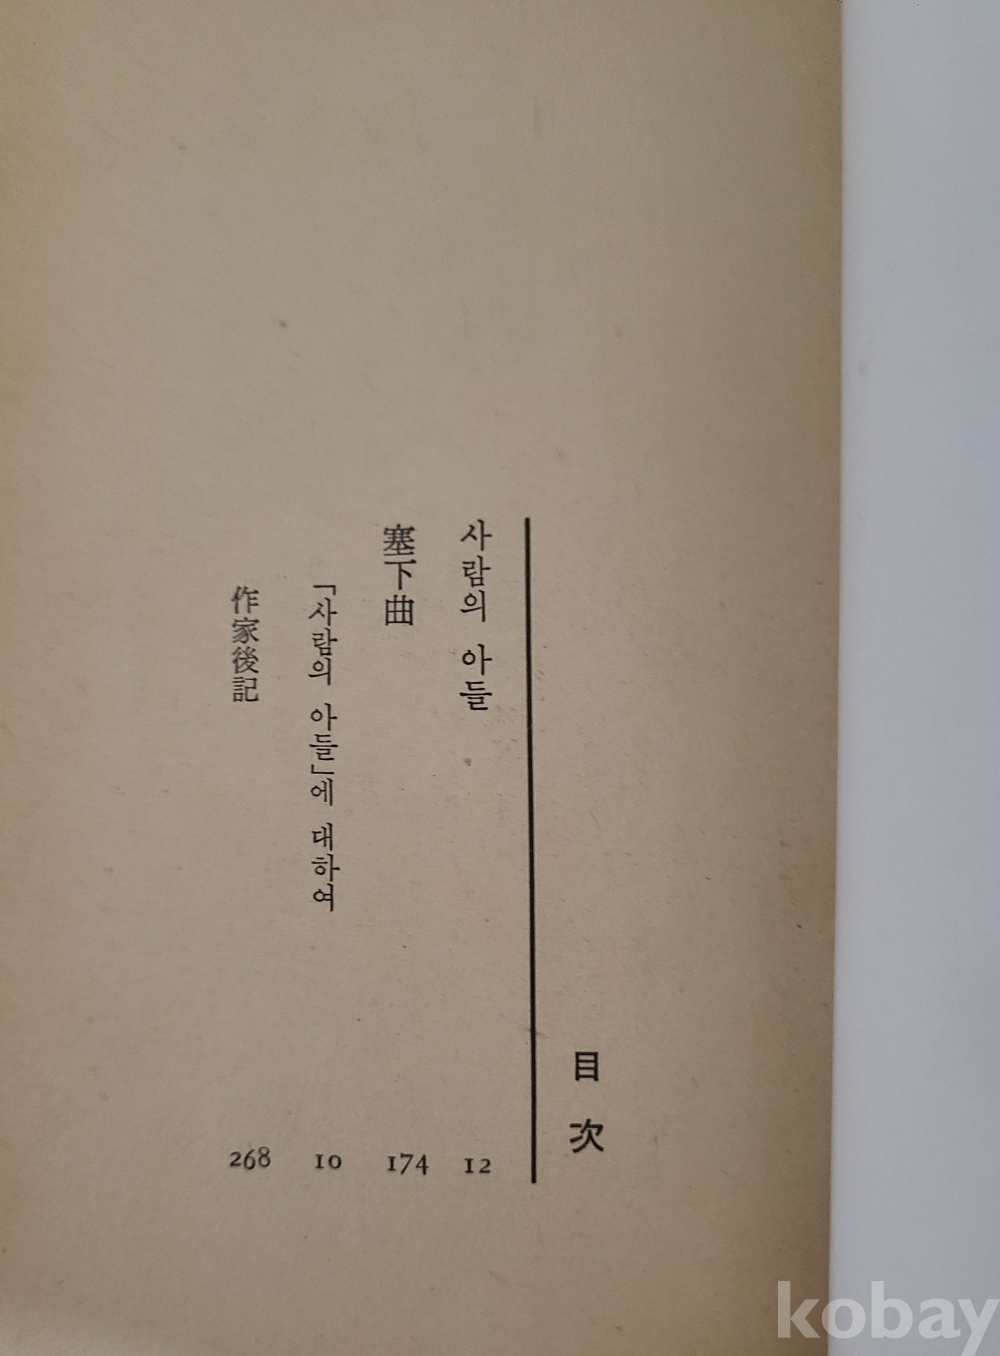 目次
사람의 아들 12
塞下曲 174
「사람의 아들」에 대하여 10
作家後記 268
kobay